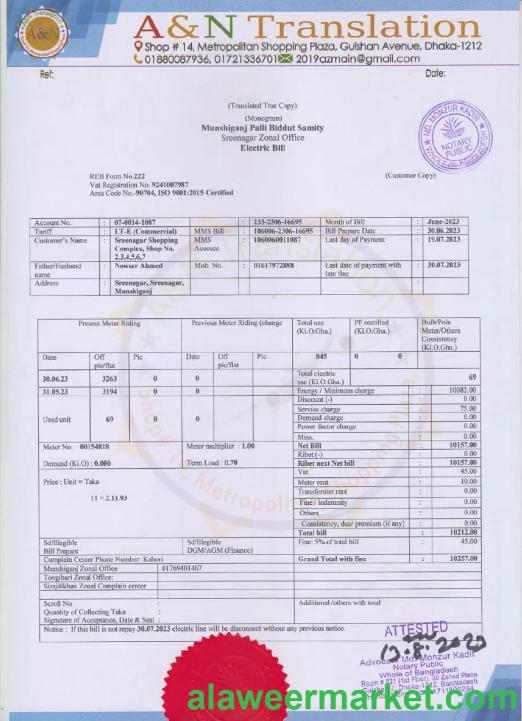 A&N Translation
A&N
Shop # 14, Metropolitan Shopping Plaza, Gulshan Avenue, Dhaka-1212
01880087936, 01721336701 2019azmain@gmail.com
Ref: Date:
(Translated True Copy)
(Monogram)
Munshiganj Palli Biddut Samity
Sreenagar Zonal Office
Electric Bill
MD. MONZUR KADIR
NOTARY PUBLIC
WHOLE OF BANGLADESH
REB Form No.222 (Customer Copy)
Vat Registration No. 9241007987
Area Code No.-90704, ISO 9001:2015 Certified
Account No. : 07-0014-1087 : 233-2306-16695 Month of Bill : June-2023
Tariff : LT-E (Commercial) MMS Bill : 106006-2306-16695 Bill Prepare Date : 30.06.2023
Customer's Name : Sreenagar Shopping Complex, Shop No. 2,3,4,5,6,7 MMS Account : 1060060011087 Last day of Payment : 19.07.2023
Father/Husband name : Nowser Ahmed Mob. No. : 01617972888 Last date of payment with late fine : 30.07.2023
Address : Sreenagar, Sreenagar, Munshiganj :
Present Meter Riding Previous Meter Riding (change Total use (Ki.O.Gha.) PF rectified (Ki.O.Gha.) Bulb/Pole Meter/Others Consistency (Ki.O.Gha.)
Date Off pic/flat Pic Date Off pic/flat Pic 845 0 0
30.06.23 3263 0 0 Total electric use (Ki.O.Gha.) 69
31.05.23 3194 0 0 Energy / Minimum charge : 10082.00
Discount (-) : 0.00
Used unit 69 0 0 Service charge : 75.00
Demand charge : 0.00
Power factor charge : 0.00
Miss. : 0.00
Meter No 00154818 Meter multiplier : 1.00 Net Bill : 10157.00
Ribet (-) : 0.00
Demand (Ki.O) : 0.000 Term Load : 0.70 Ribet next Net bill : 10157.00
Vat : 45.00
Price : Unit = Taka Meter rent : 10.00
Transformer rent : 0.00
11 = 2.11.93 Fine / indemnity : 0.00
Others : 0.00
Consistency, due/ premium (if any) : 0.00
Total bill : 10212.00
Sd/Illegible Sd/Illegible Fine: 5% of total bill : 45.00
Bill Prepare DGM/AGM (Finance)
Complain Center Phone Number: Kabori Grand Total with fine : 10257.00
Munshiganj Zonal Office 01769401467
Tongibari Zonal Office:
Sirajdikhan Zonal Complain center
Scroll No : Additional /others with total
Quantity of Collecting Taka :
Signature of Acceptance, Date & Seal :
Notice : If this bill is not repay 30.07.2023 electric line will be disconnect without any previous notice.
ATTESTED
13.8.2023
Advocate Md. Monzur Kadir
Notary Public
Whole of Bangladesh
Room # 221 (1st Floor), 30 Zahed Plaza
Dhaka-1212, Bangladesh
alaweermarket.com